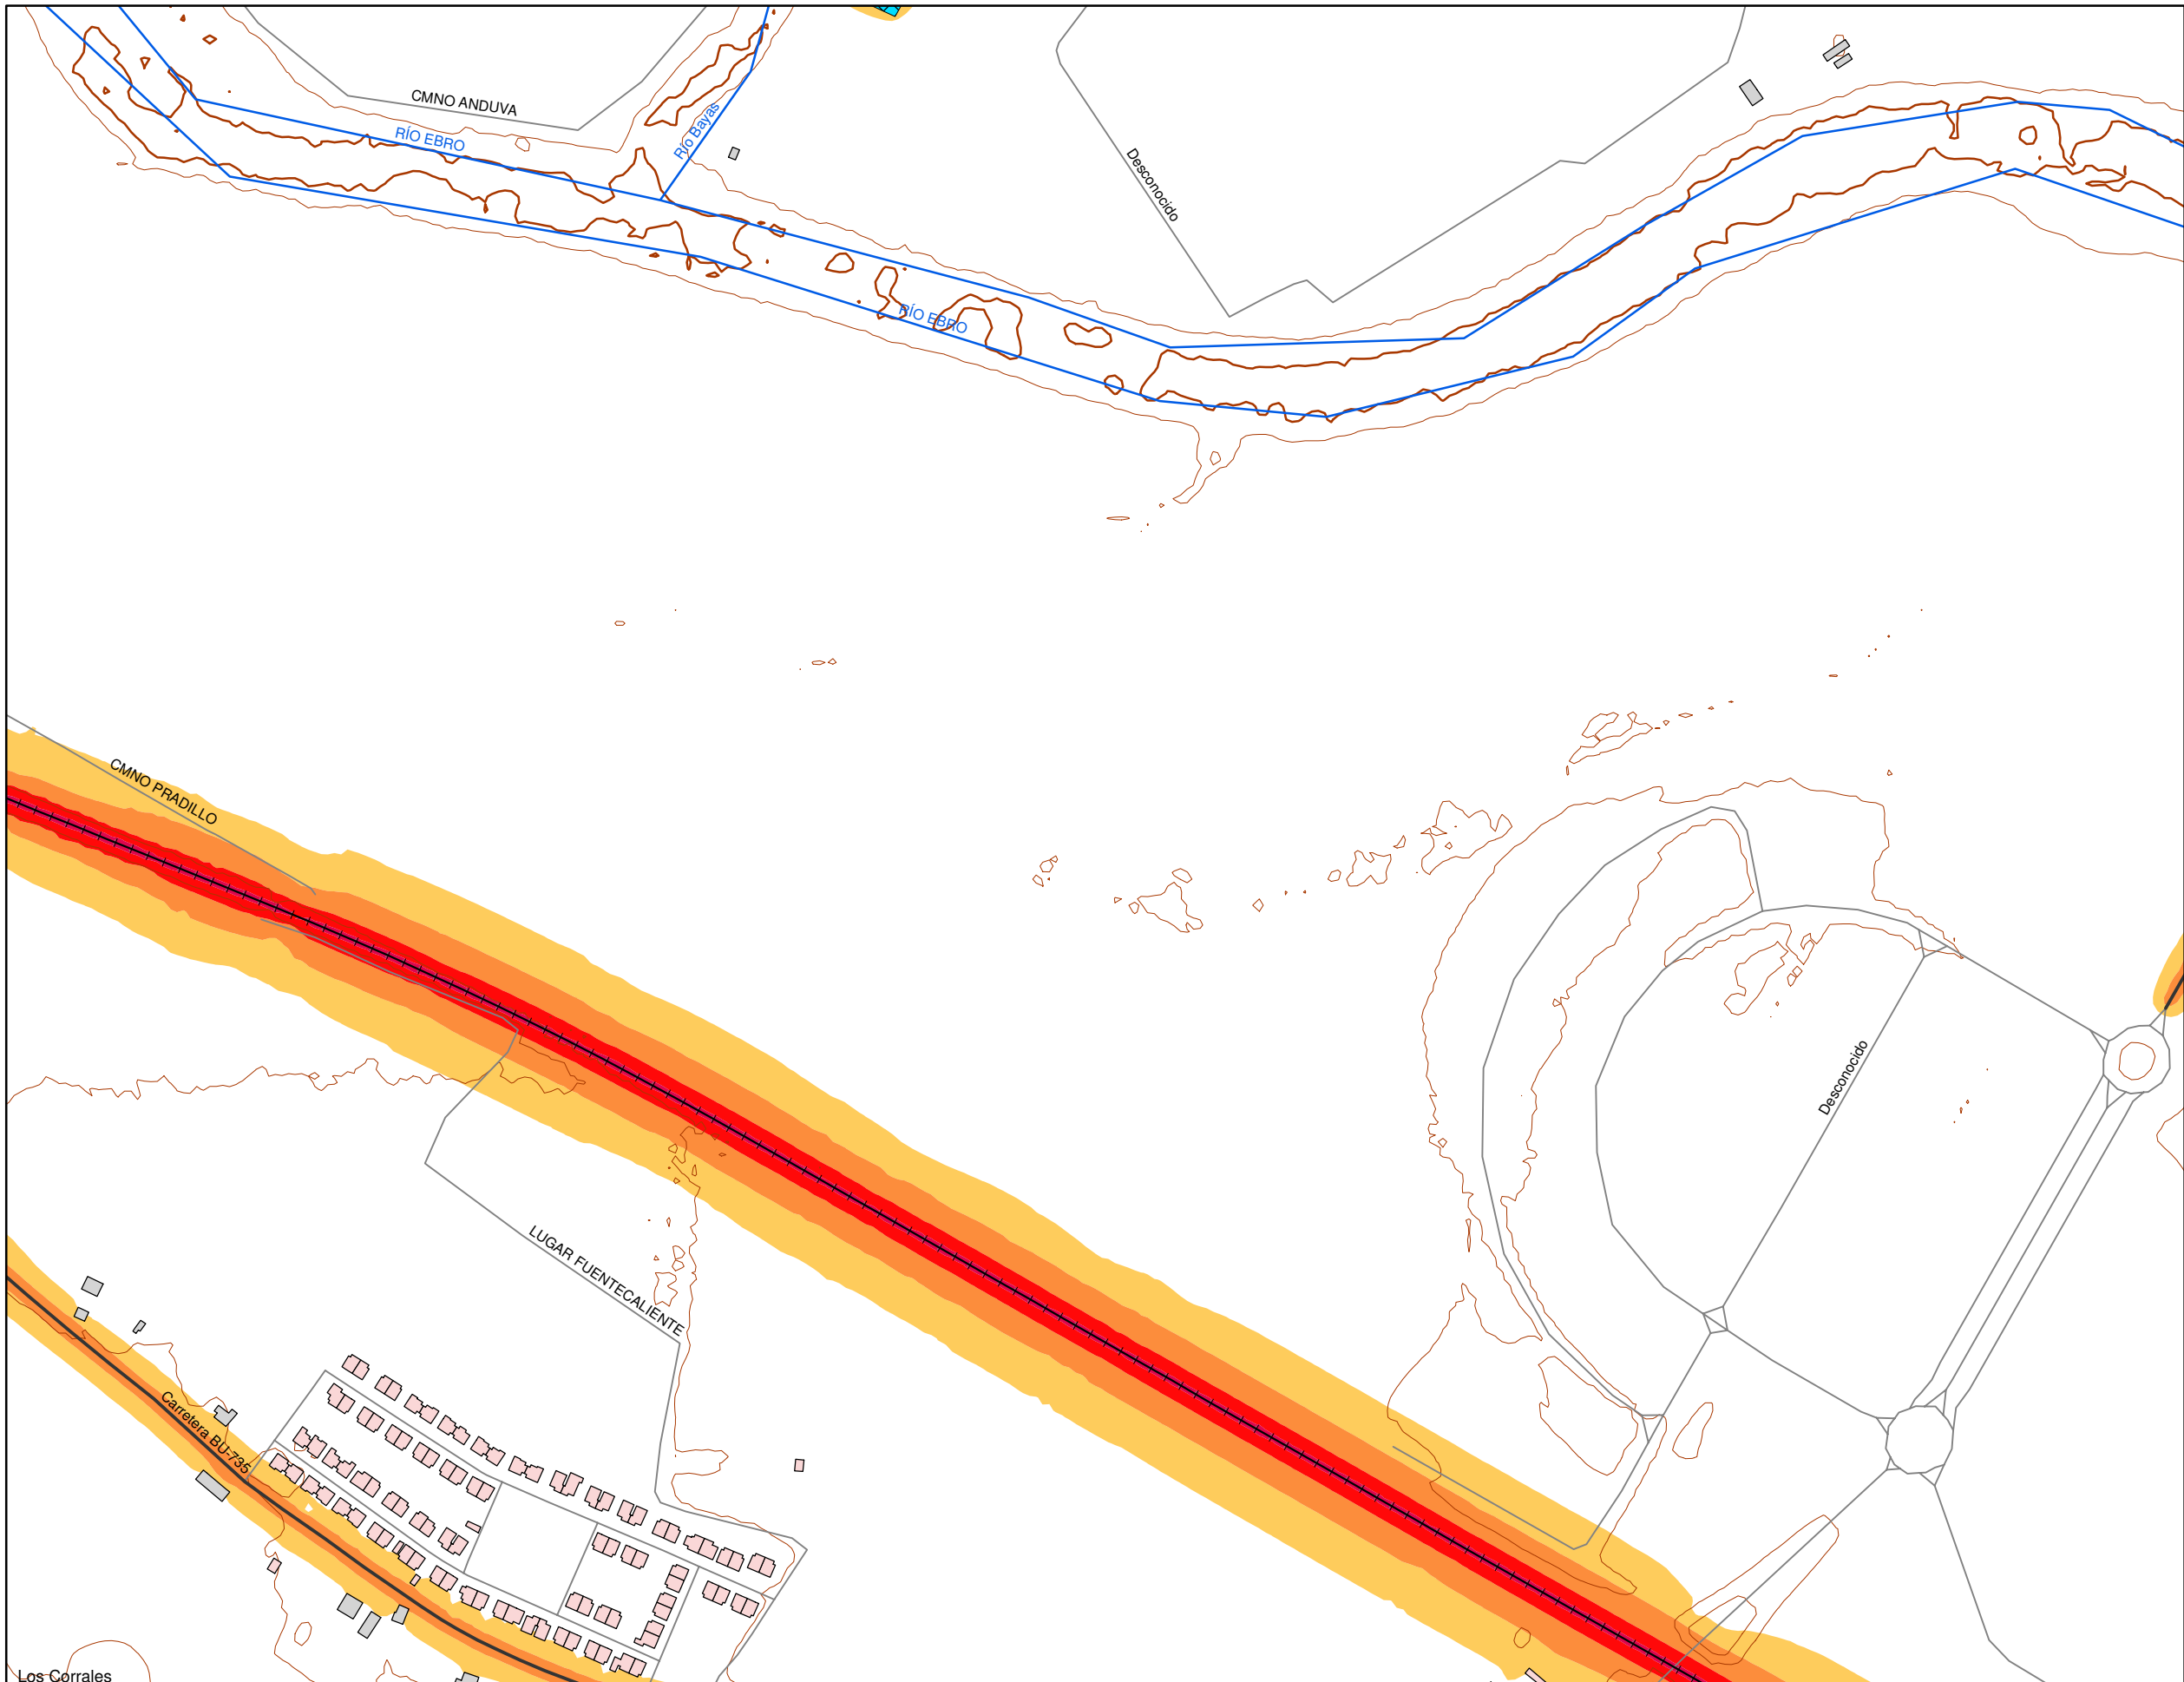 CMNO ANDUVA
RÍO EBRO
Río Bayas
Desconocido
RÍO EBRO
CMNO PRADILLO
Desconocido
LUGAR FUENTECALIENTE
Carretera BU-735
Los Corrales